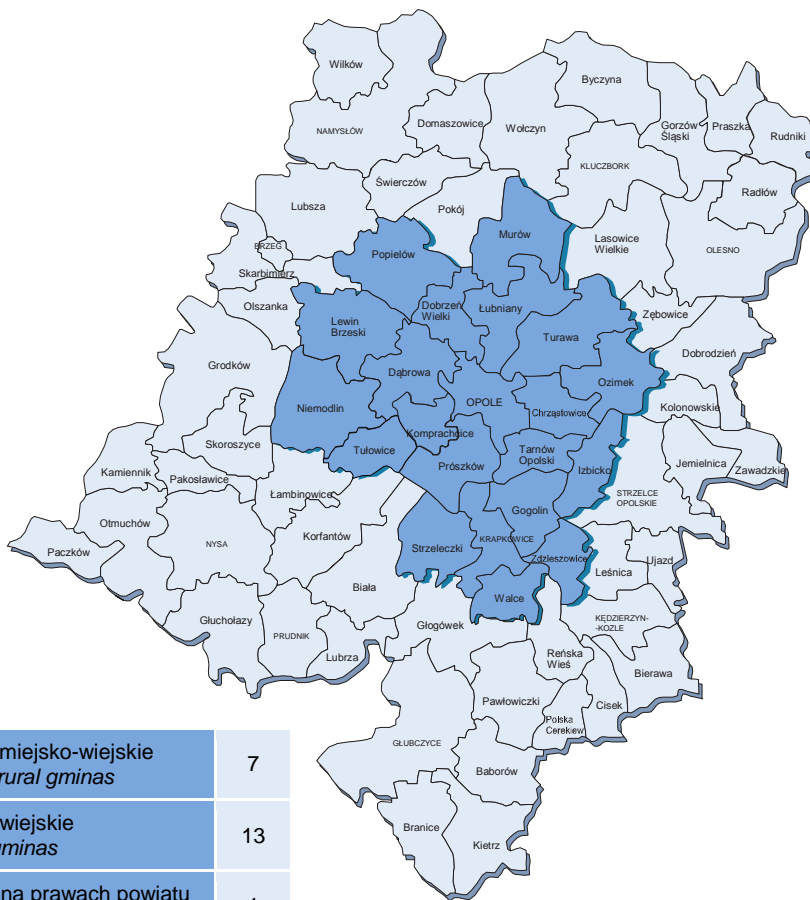 Wilków
Byczyna
NAMYSŁÓW
Domaszowice
Wołczyn
Gorzów
Śląski
Praszka
Rudniki
KLUCZBORK
Radłów
Świerczów
Lubsza
Pokój
Murów
Lasowice
Wielkie
OLESNO
BRZEG
Skarbimierz
Popielów
Olszanka
Lewin
Brzeski
Dobrzeń
Wielki
Łubniany
Turawa
Zębowice
Dobrodzień
Grodków
Dąbrowa
Ozimek
Niemodlin
OPOLE
Chrząstowice
Kolonowskie
Skoroszyce
Komprachcice
Tułowice
Prószków
Tarnów
Opolski
Izbicko
Jemielnica
Zawadzkie
Kamiennik
Pakosławice
Łambinowice
STRZELCE
OPOLSKIE
Otmuchów
NYSA
Korfantów
Gogolin
KRAPKOWICE
Paczków
Strzeleczki
Zdzieszowice
Leśnica
Ujazd
Biała
Walce
Głuchołazy
PRUDNIK
Lubrza
Głogówek
KĘDZIERZYN-
-KOZLE
Reńska
Wieś
Bierawa
Pawłowiczki
Cisek
Polska
Cerekiew
GŁUBCZYCE
Baborów
Branice
Kietrz
miejsko-wiejskie
rural gminas
7
wiejskie
gminas
13
na prawach powiatu